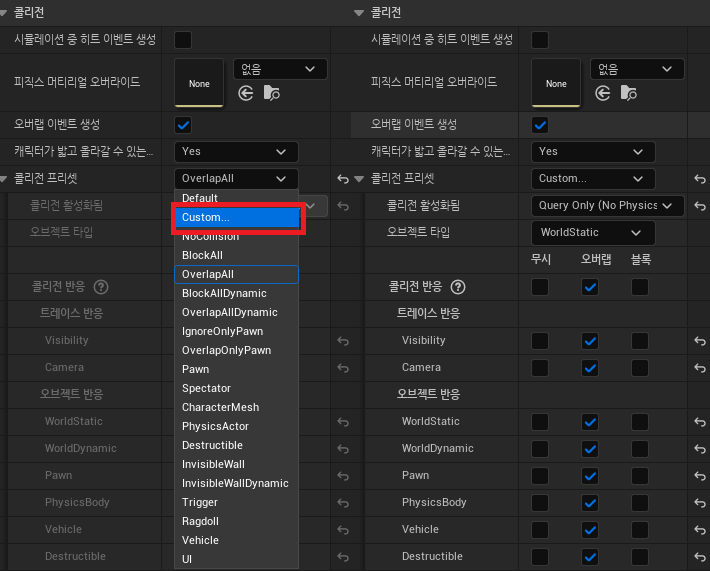 콜리전
시뮬레이션 중 히트 이벤트 생성
피직스 머티리얼 오버라이드
None
없음
오버랩 이벤트 생성
캐릭터가 밟고 올라갈 수 있는...
Yes
콜리전 프리셋
OverlapAll
Default
콜리전 활성화됨
Custom...
오브젝트 타입
NoCollision
BlockAll
OverlapAll
콜리전 반응
BlockAllDynamic
트레이스 반응
OverlapAllDynamic
IgnoreOnlyPawn
Visibility
OverlapOnlyPawn
Camera
Pawn
오브젝트 반응
Spectator
CharacterMesh
WorldStatic
PhysicsActor
WorldDynamic
Destructible
InvisibleWall
Pawn
InvisibleWallDynamic
PhysicsBody
Trigger
Ragdoll
Vehicle
Vehicle
Destructible
UI
콜리전
시뮬레이션 중 히트 이벤트 생성
피직스 머티리얼 오버라이드
None
없음
오버랩 이벤트 생성
캐릭터가 밟고 올라갈 수 있는...
Yes
콜리전 프리셋
Custom...
콜리전 활성화됨
Query Only (No Physics
오브젝트 타입
WorldStatic
무시 오버랩 블록
콜리전 반응 ?
트레이스 반응
Visibility
Camera
오브젝트 반응
WorldStatic
WorldDynamic
Pawn
PhysicsBody
Vehicle
Destructible